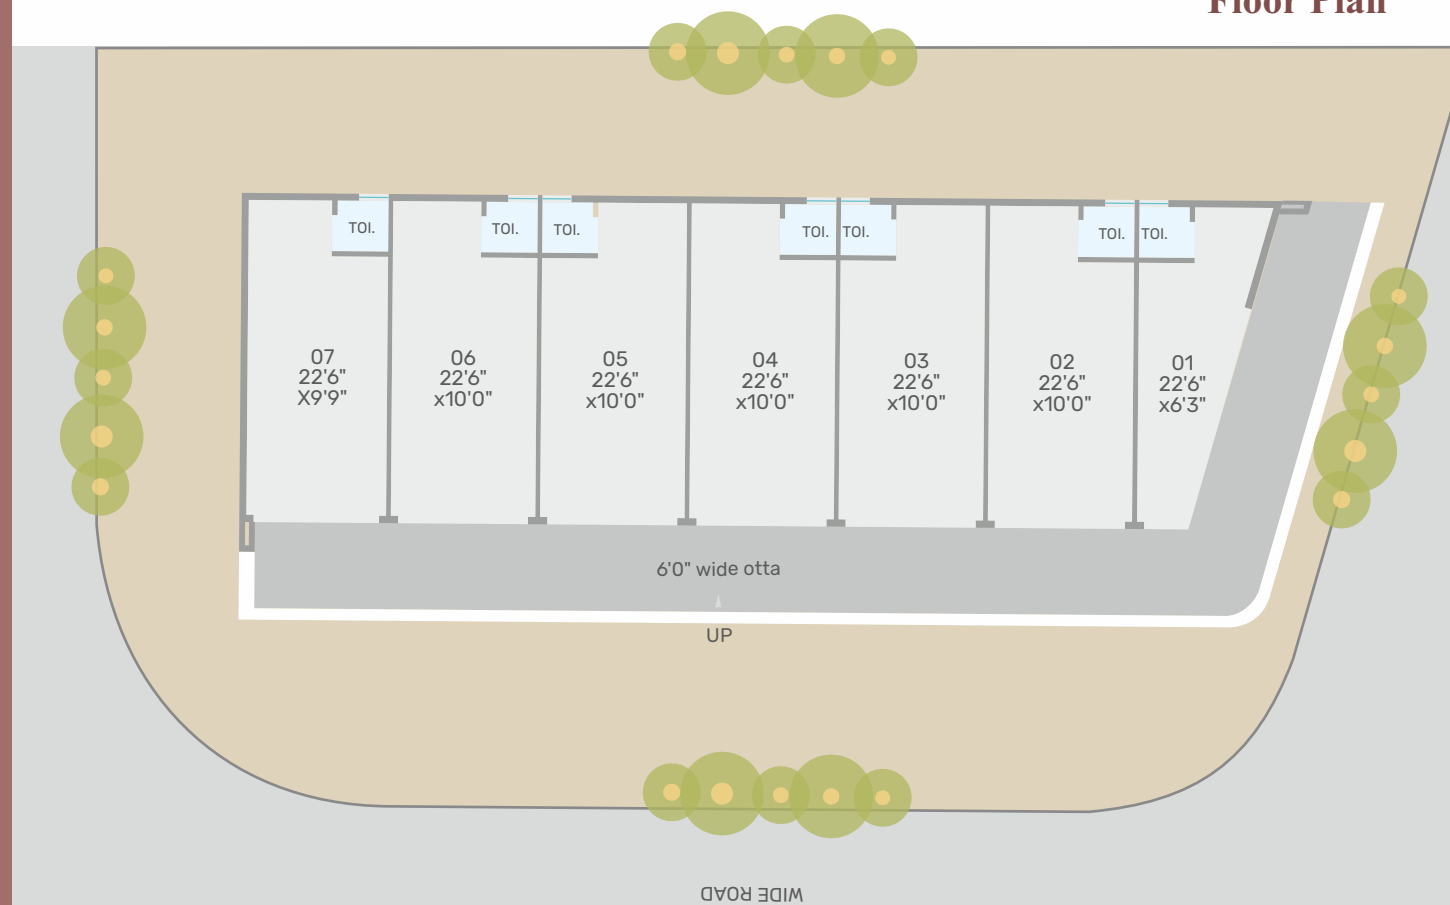 Floor Plan
TOI.
TOI.
TOI.
TOI.
TOI.
TOI.
TOI.
07
22'6"
X9'9"
06
22'6"
x10'0"
05
22'6"
x10'0"
04
22'6"
x10'0"
03
22'6"
x10'0"
02
22'6"
x10'0"
01
22'6"
x6'3"
6'0" wide otta
UP
WIDE ROAD